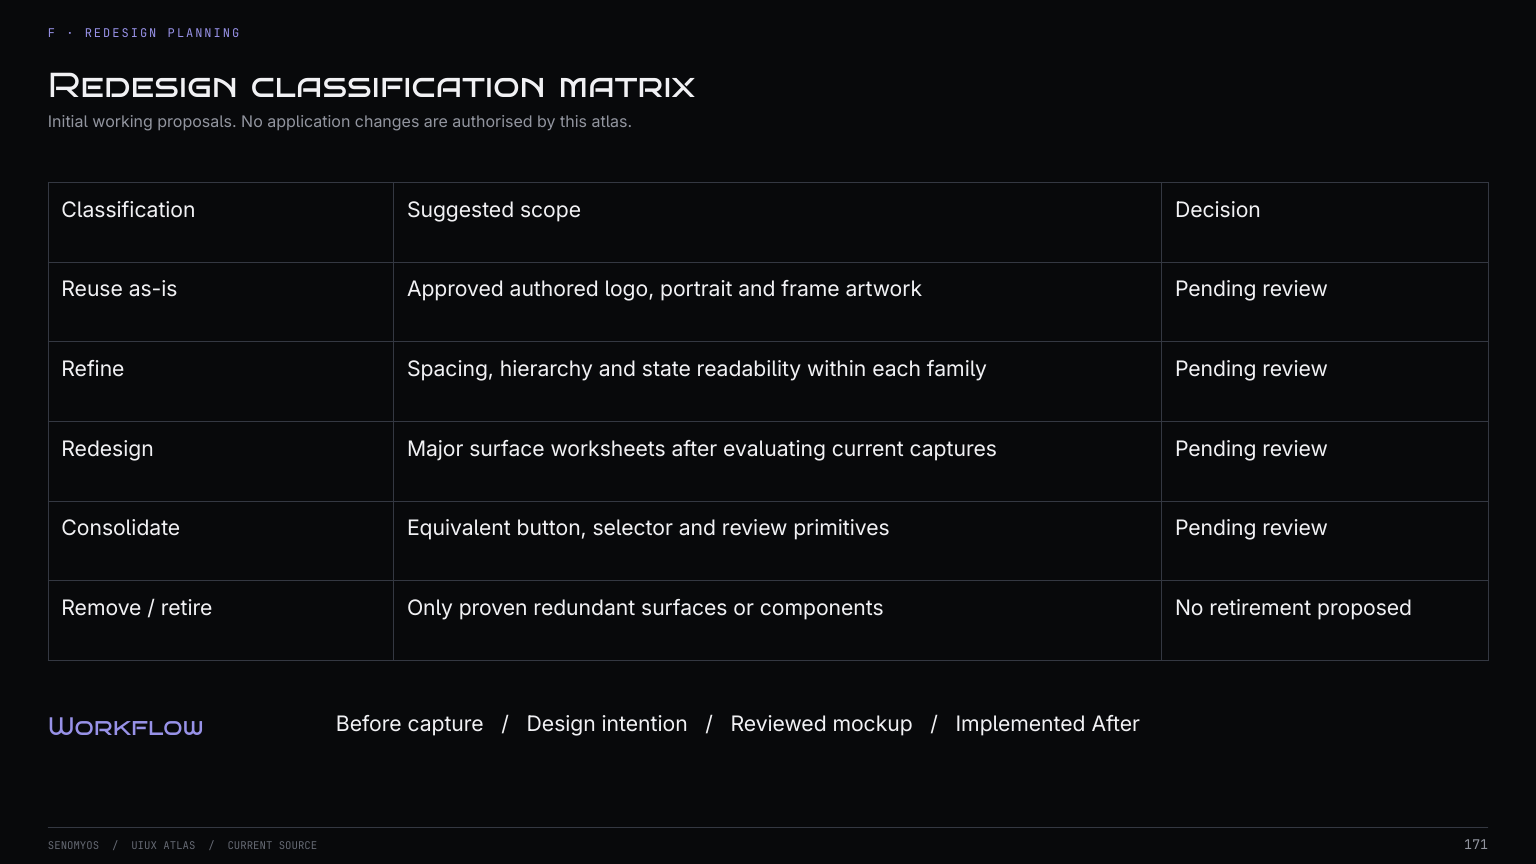 F · REDESIGN PLANNING
Redesign classification matrix
Initial working proposals. No application changes are authorised by this atlas.
Classification Suggested scope Decision
Reuse as-is Approved authored logo, portrait and frame artwork Pending review
Refine Spacing, hierarchy and state readability within each family Pending review
Redesign Major surface worksheets after evaluating current captures Pending review
Consolidate Equivalent button, selector and review primitives Pending review
Remove / retire Only proven redundant surfaces or components No retirement proposed
Workflow Before capture / Design intention / Reviewed mockup / Implemented After
SENOMYOS / UIUX ATLAS / CURRENT SOURCE 171